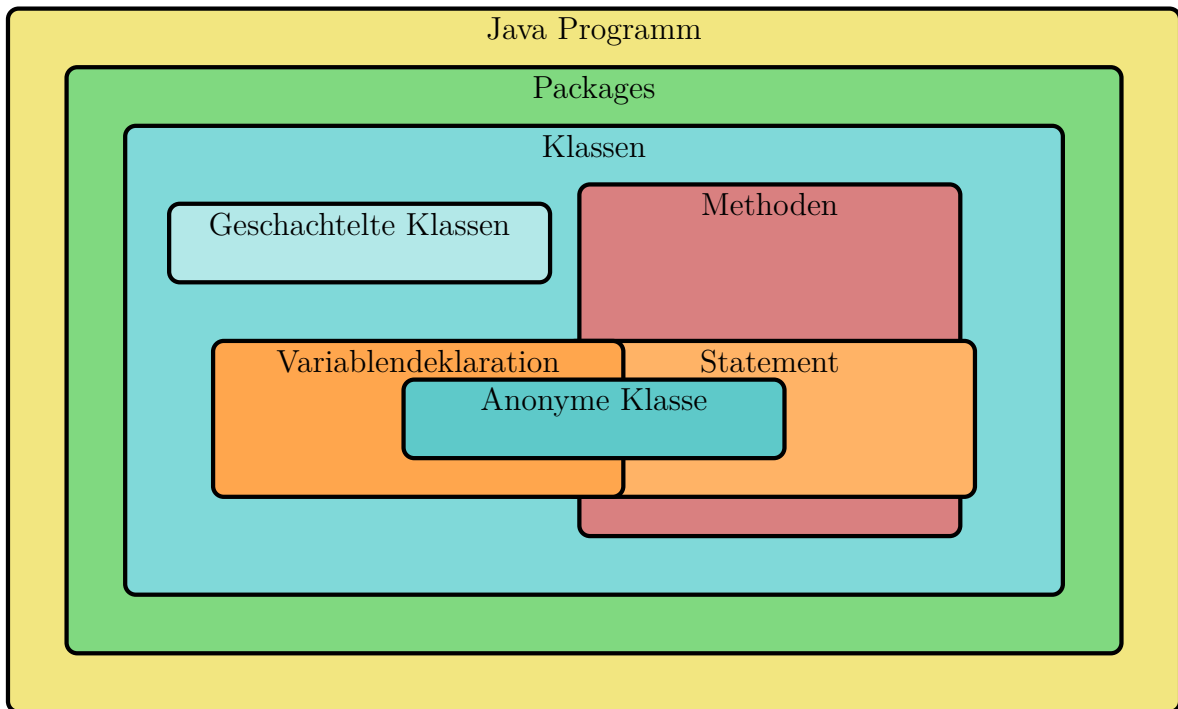 Java Programm
Packages
Klassen
Methoden
Geschachtelte Klassen
Variablendeklaration
Statement
Anonyme Klasse